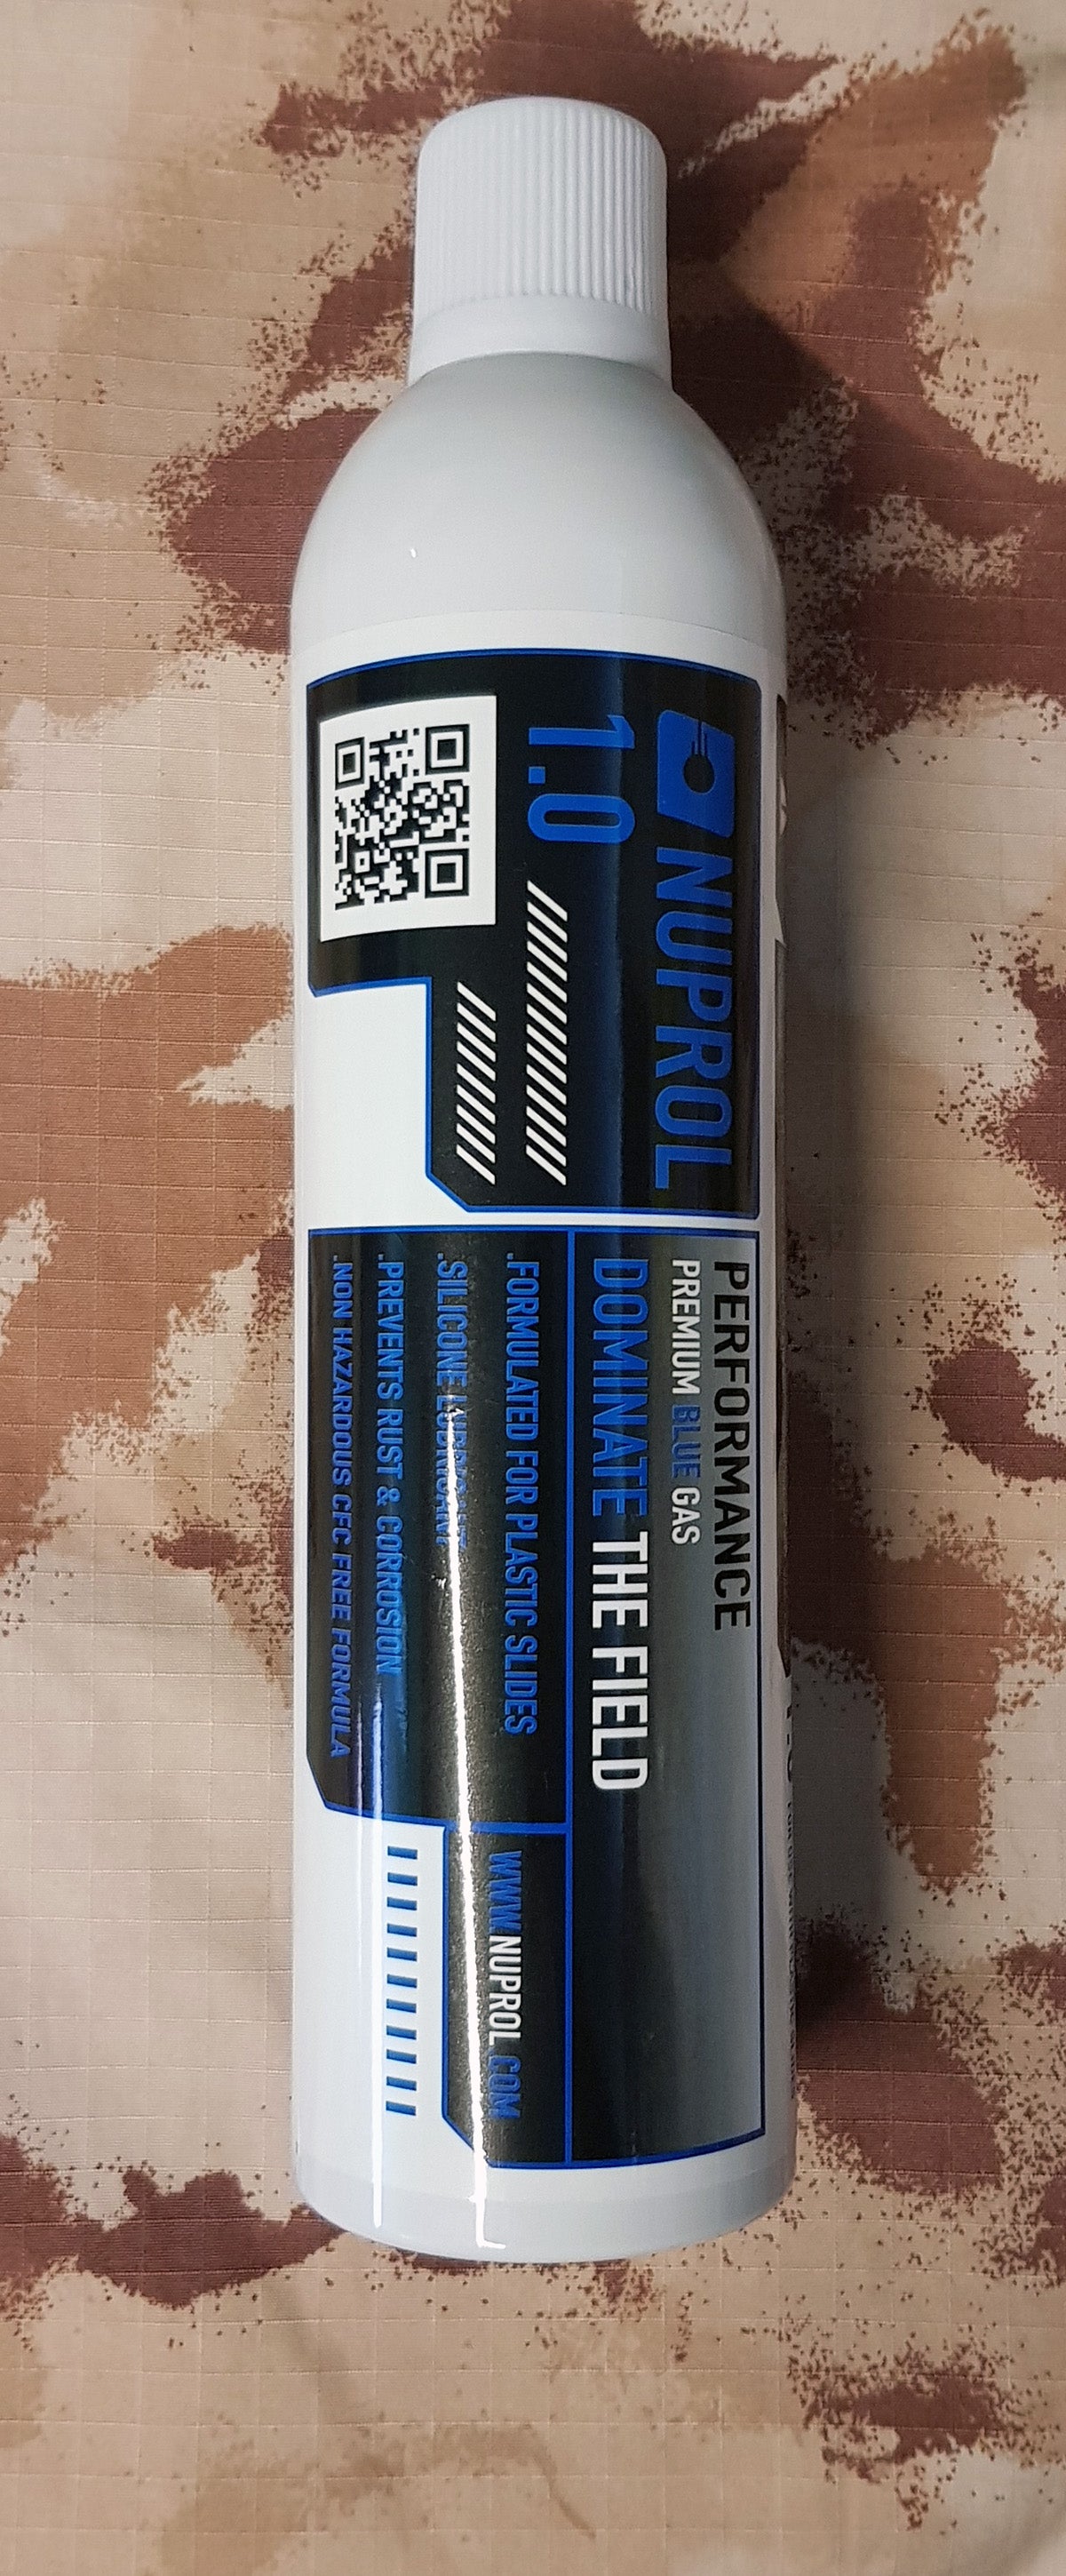 NUPROL
1.0
PERFORMANCE
PREMIUM BLUE GAS
DOMINATE THE FIELD
.FORMULATED FOR PLASTIC SLIDES
.SILICONE LUBRICANT
.PREVENTS RUST & CORROSION
.NON HAZARDOUS CFC FREE FORMULA
WWW.NUPROL.COM